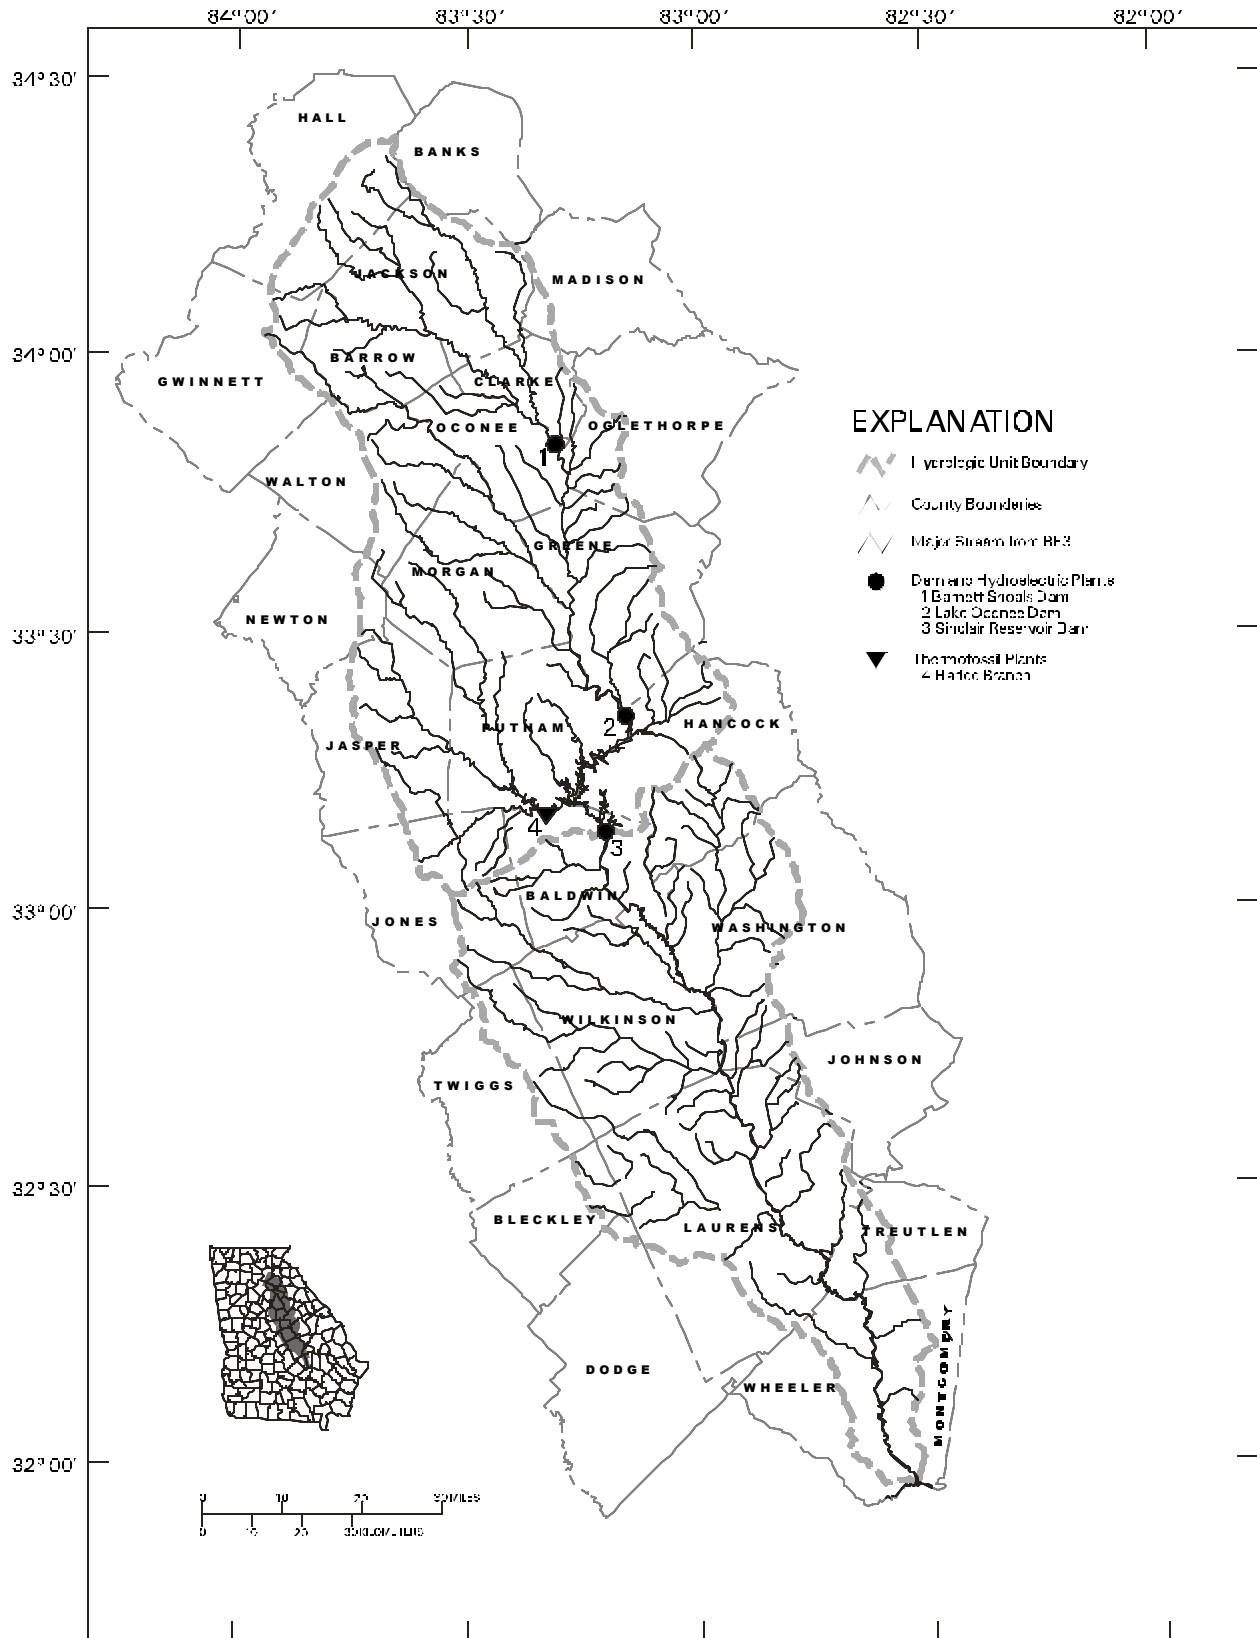 84°00' 83°30' 83°00' 82°30' 82°00'
34°30'
HALL
BANKS
JACKSON
MADISON
34°00'
BARROW
GWINNETT
CLARKE
EXPLANATION
OCONEE
OGLETHORPE
1
Hydrologic Unit Boundary
WALTON
County Bounderies
GREENE
Major Stream from RF3
MORGAN
Dam and Hydroelectric Plants
1 Barnett Shoals Dam
2 Lake Oconee Dam
3 Sinclair Reservoir Dam
NEWTON
33°30'
Thermofossil Plants
4 Harlee Branch
2
HANCOCK
PUTNAM
JASPER
4
3
BALDWIN
33°00'
JONES
WASHINGTON
WILKINSON
JOHNSON
TWIGGS
32°30'
BLECKLEY
LAURENS
TREUTLEN
MONTGOMERY
DODGE
WHEELER
32°00'
0 10 20 30 MILES
0 10 20 30 KILOMETERS